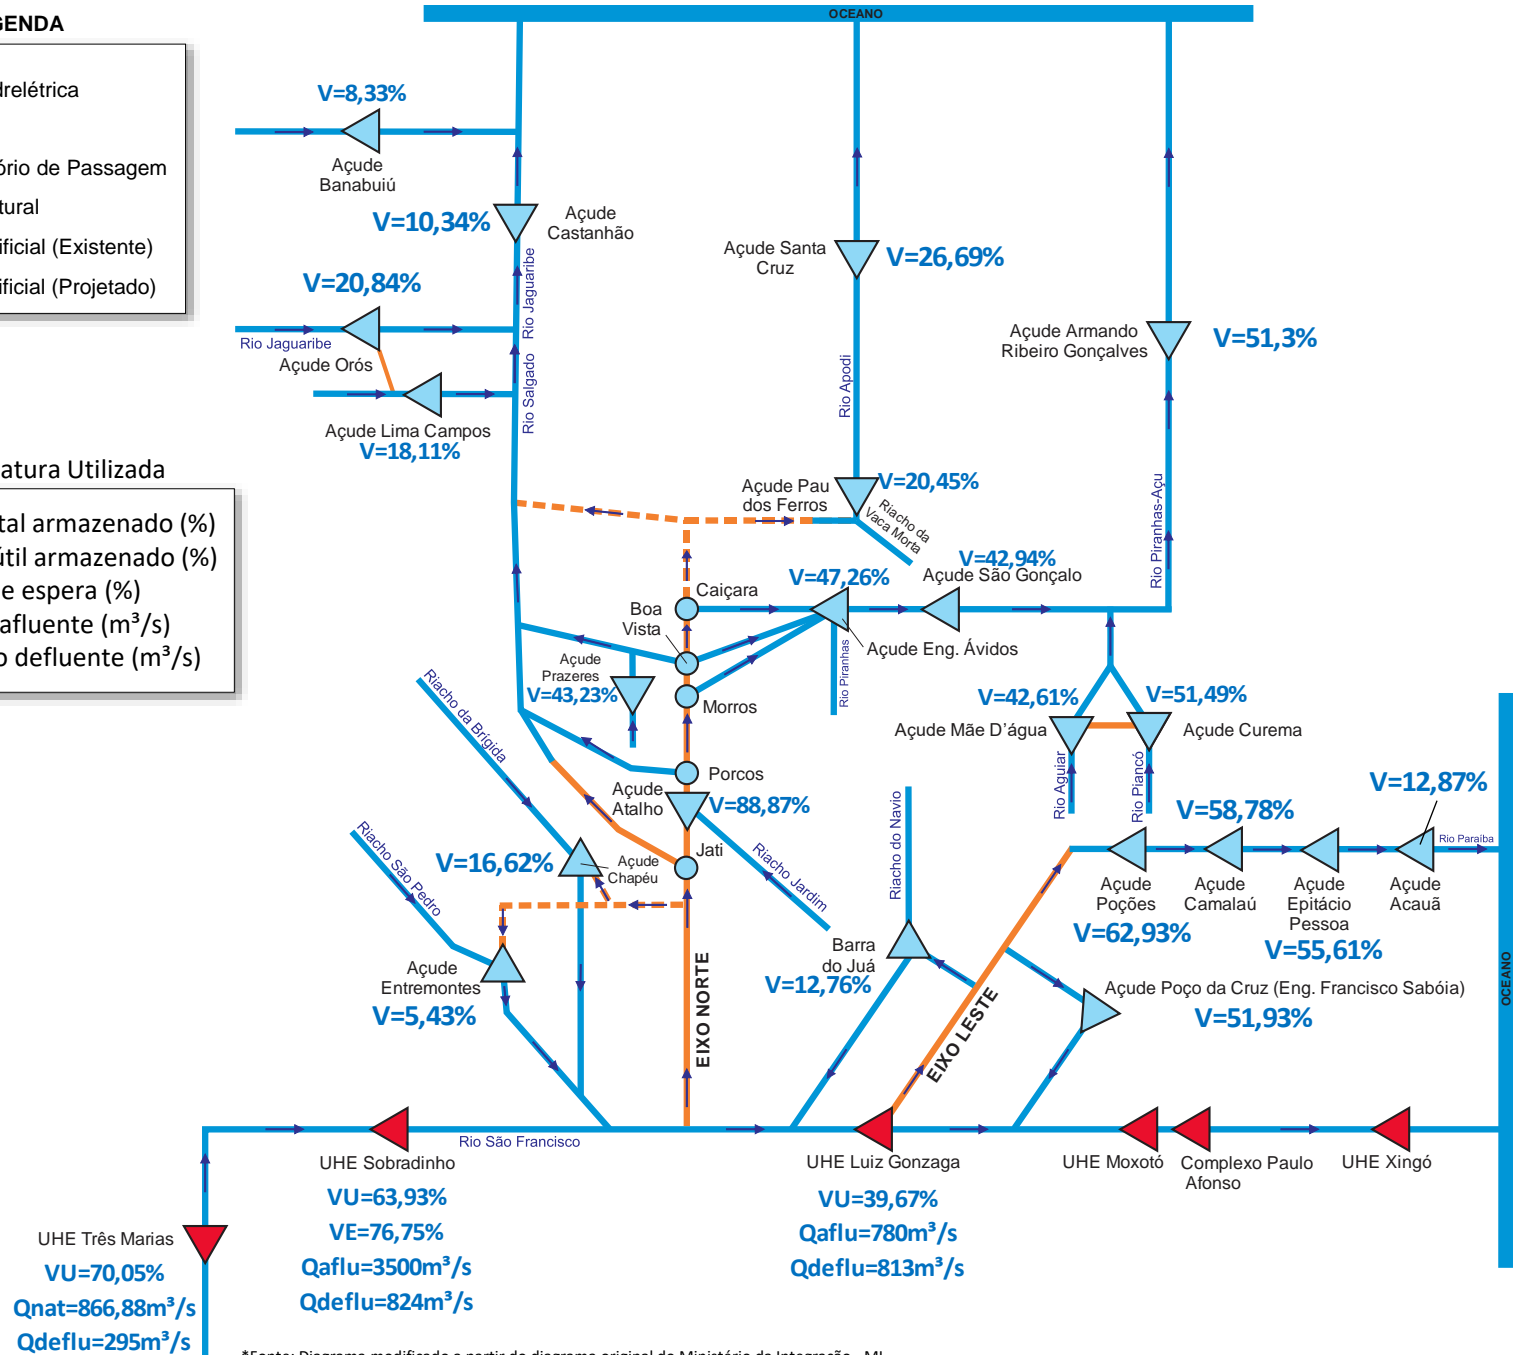 OCEANO
GENDA
drelétrica
ório de Passagem
tural
ificial (Existente)
ificial (Projetado)
V=8,33%
Açude
Banabuiú
V=10,34%
Açude
Castanhão
V=20,84%
Rio Jaguaribe
Açude Orós
Rio Jaguaribe
Rio Salgado
Açude Lima Campos
V=18,11%
Açude Santa
Cruz
V=26,69%
Rio Apodi
Açude Armando
Ribeiro Gonçalves
V=51,3%
Rio Piranhas-Açu
atura Utilizada
tal armazenado (%)
útil armazenado (%)
e espera (%)
afluente (m³/s)
o defluente (m³/s)
Açude Pau
dos Ferros
V=20,45%
Riacho da
Vaca Morta
V=42,94%
Açude São Gonçalo
V=47,26%
Caiçara
Boa
Vista
Açude Eng. Ávidos
Rio Piranhas
Açude
Prazeres
V=43,23%
Morros
Riacho da Brígida
Porcos
Açude
Atalho
V=88,87%
Jati
Riacho Jardim
V=42,61%
Açude Mãe D'água
V=51,49%
Açude Curema
Rio Aguiar
Rio Piancó
V=12,87%
V=58,78%
Rio Paraíba
Açude
Poções
V=62,93%
Açude
Camalaú
Açude
Epitácio
Pessoa
V=55,61%
Açude
Acauã
Riacho São Pedro
V=16,62%
Açude
Chapéu
Riacho do Navio
Barra
do Juá
V=12,76%
Açude
Entremontes
V=5,43%
EIXO NORTE
EIXO LESTE
Açude Poço da Cruz (Eng. Francisco Sabóia)
V=51,93%
OCEANO
Rio São Francisco
UHE Sobradinho
VU=63,93%
VE=76,75%
Qaflu=3500m³/s
Qdeflu=824m³/s
UHE Luiz Gonzaga
VU=39,67%
Qaflu=780m³/s
Qdeflu=813m³/s
UHE Moxotó
Complexo Paulo
Afonso
UHE Xingó
UHE Três Marias
VU=70,05%
Qnat=866,88m³/s
Qdeflu=295m³/s